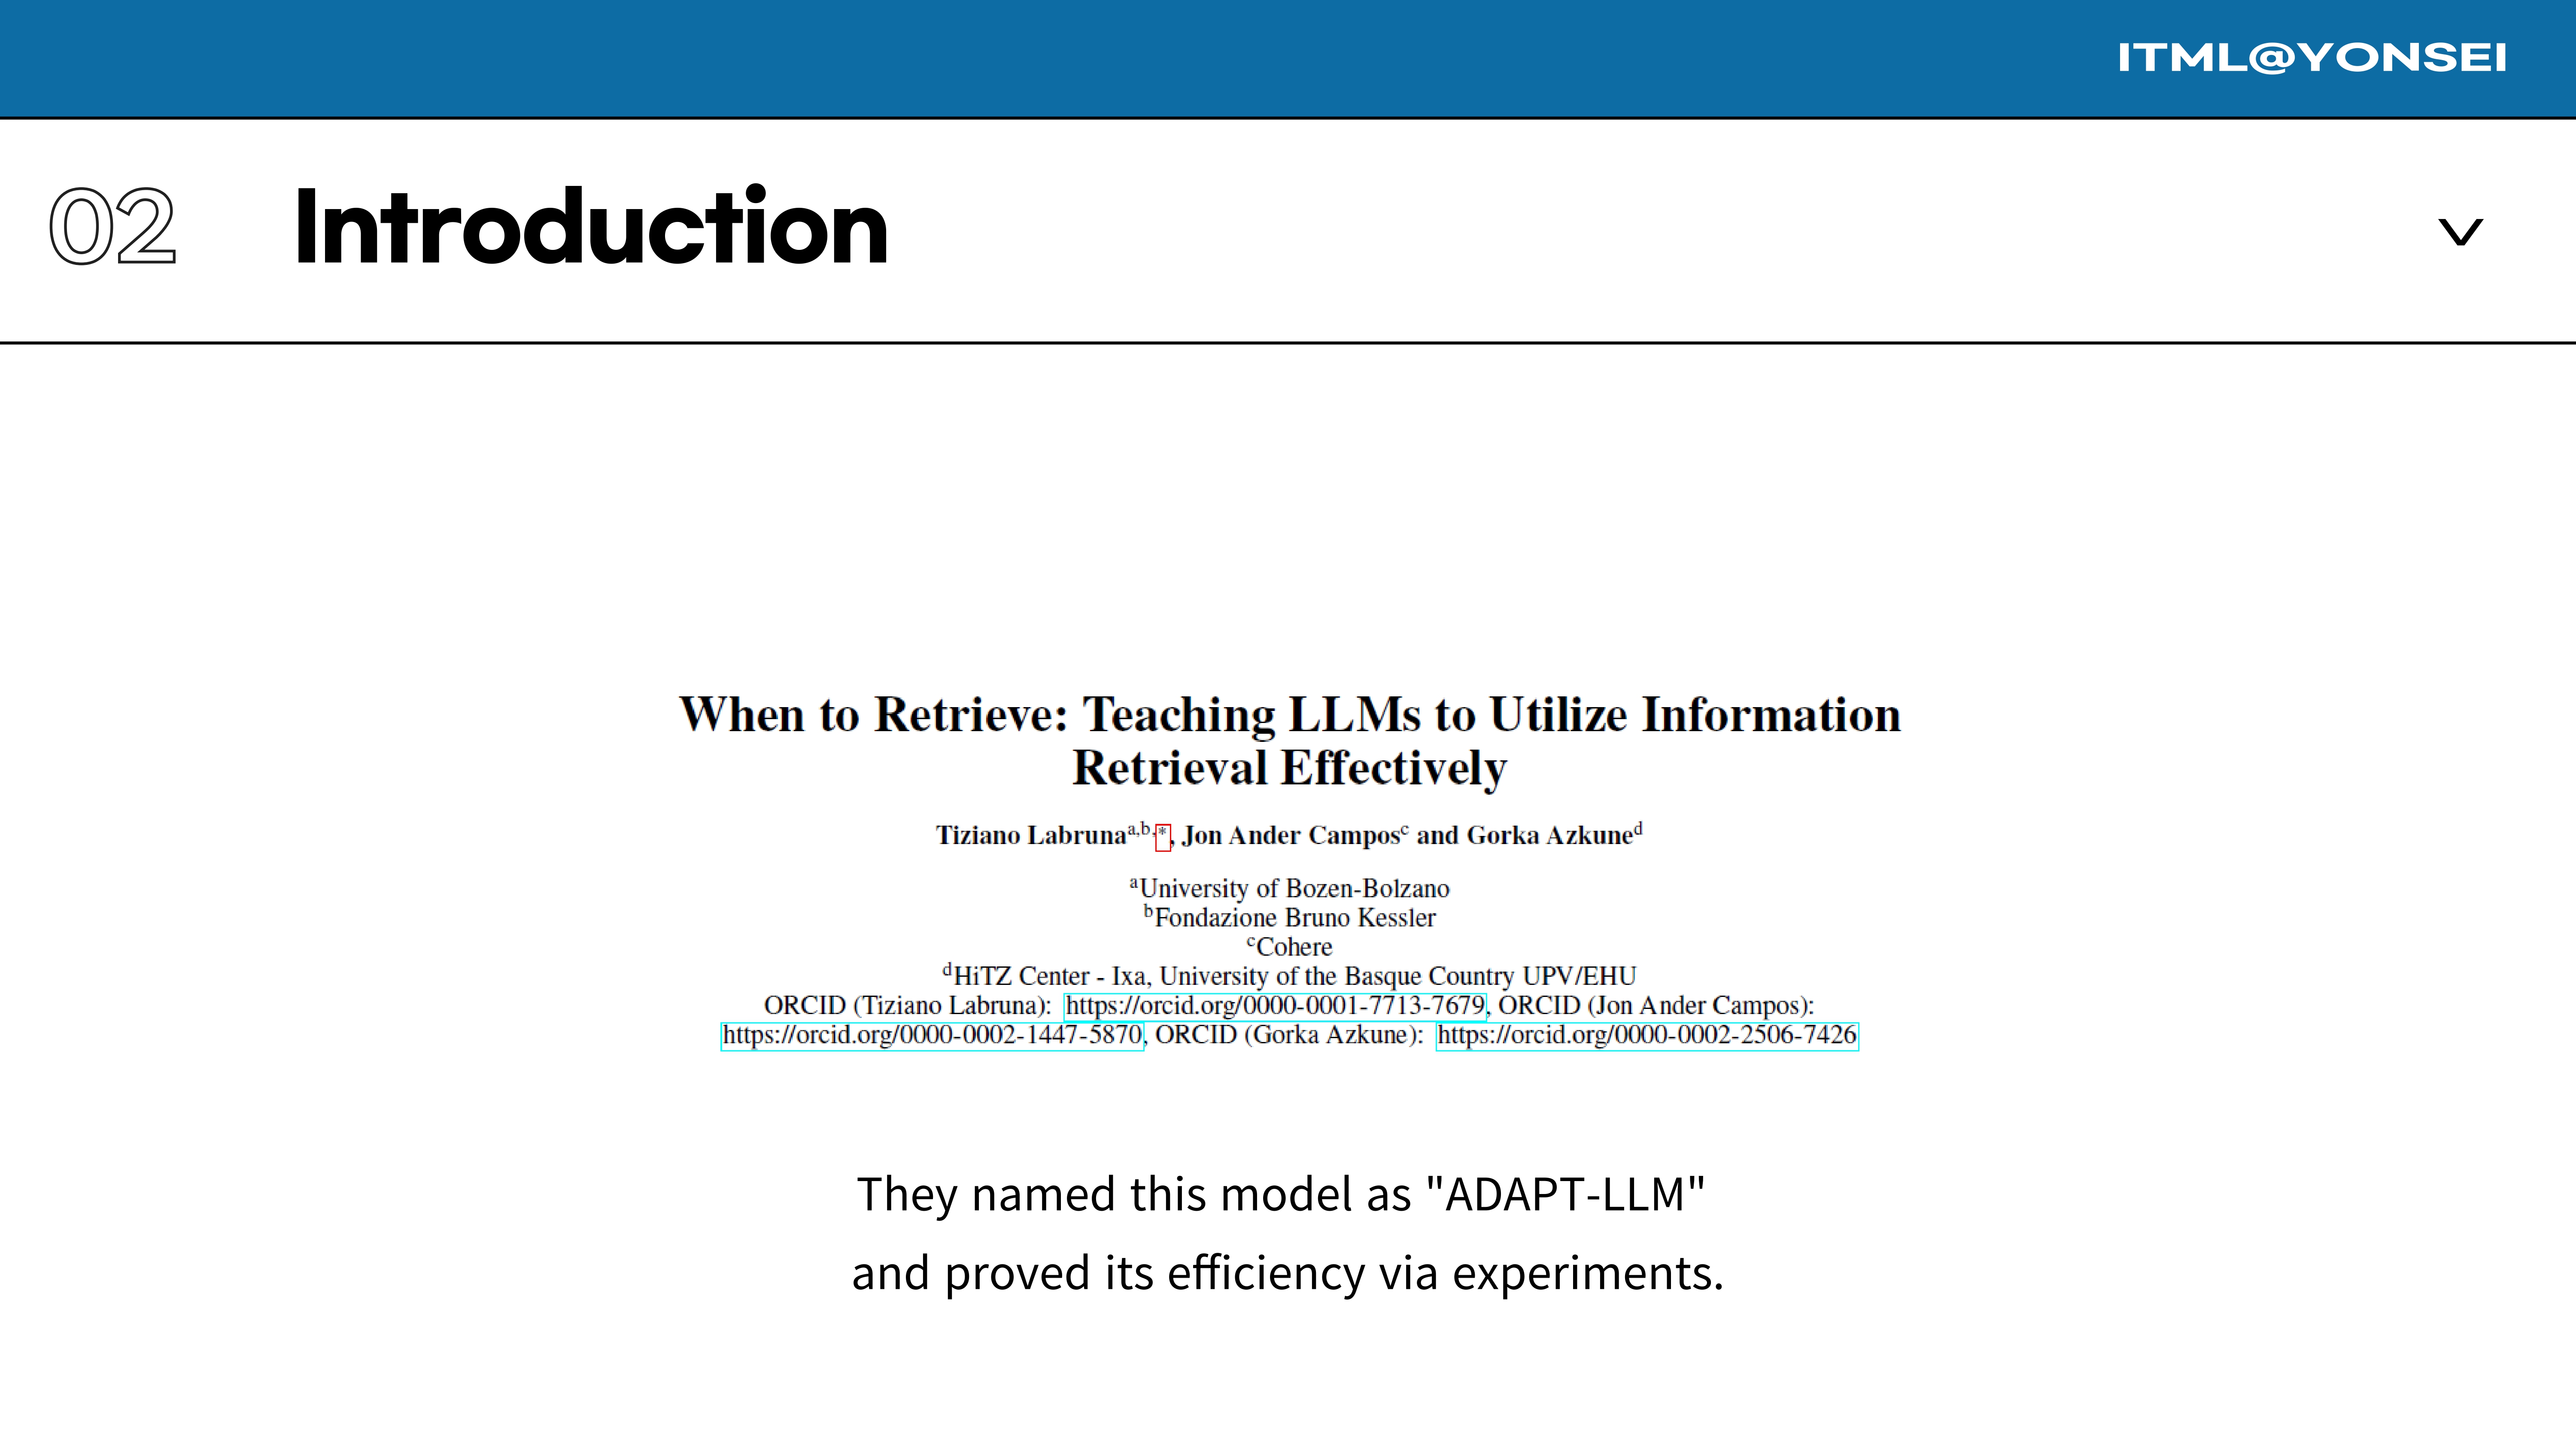 ITML@YONSEI
02 Introduction
When to Retrieve: Teaching LLMs to Utilize Information
Retrieval Effectively
Tiziano Labruna a,b,*, Jon Ander Campos c and Gorka Azkune d
a University of Bozen-Bolzano
b Fondazione Bruno Kessler
c Cohere
d HiTZ Center - Ixa, University of the Basque Country UPV/EHU
ORCID (Tiziano Labruna): https://orcid.org/0000-0001-7713-7679, ORCID (Jon Ander Campos):
https://orcid.org/0000-0002-1447-5870, ORCID (Gorka Azkune): https://orcid.org/0000-0002-2506-7426
They named this model as "ADAPT-LLM"
and proved its efficiency via experiments.